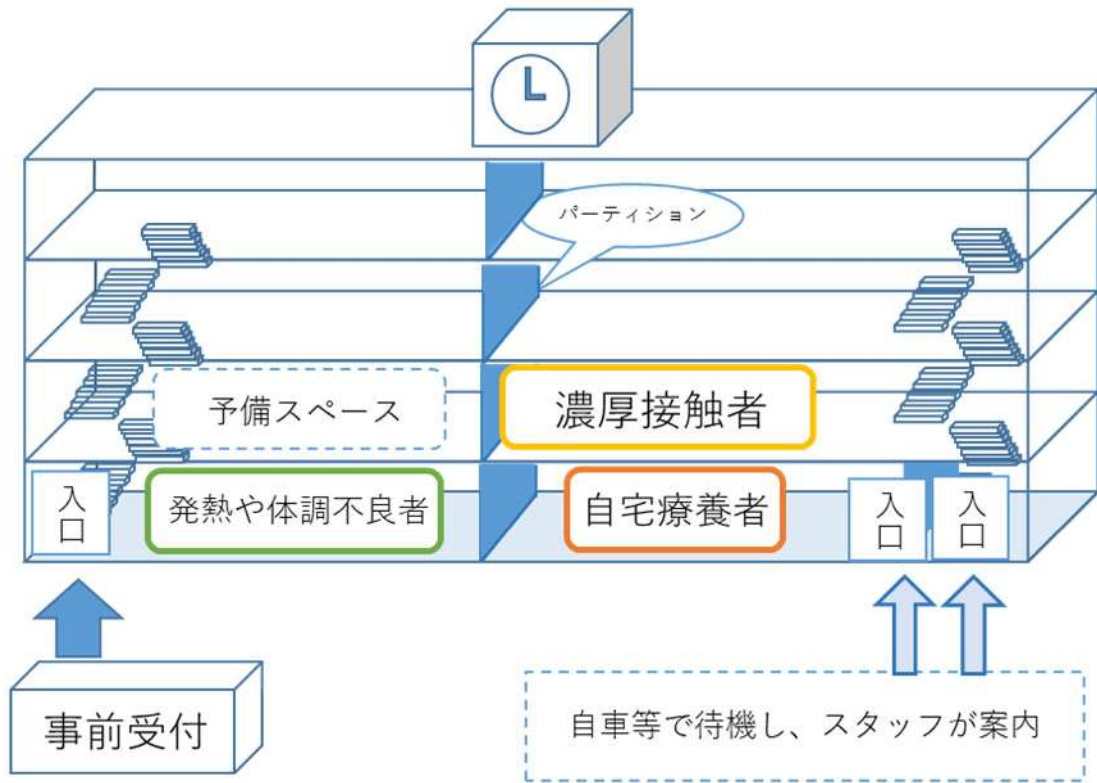 パーティション
予備スペース
濃厚接触者
入口
発熱や体調不良者
自宅療養者
入口
入口
事前受付
自車等で待機し、スタッフが案内